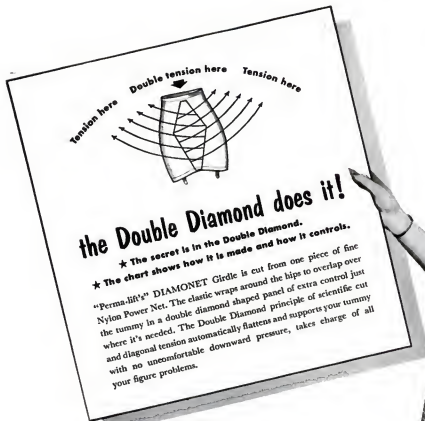 Double tension here
Tension here
Tension here
the Double Diamond does it!
★ The secret is in the Double Diamond.
★ The chart shows how it is made and how it controls.
"Perma.lift's" DIAMONET Girdle is cut from one piece of fine
Nylon Power Net. The elastic wraps around the hips to overlap over
the tummy in a double diamond shaped panel of extra control just
where it's needed. The Double Diamond principle of scientific cut
and diagonal tension automatically flattens and supports your tummy
with no uncomfortable downward pressure, takes charge of all
your figure problems.